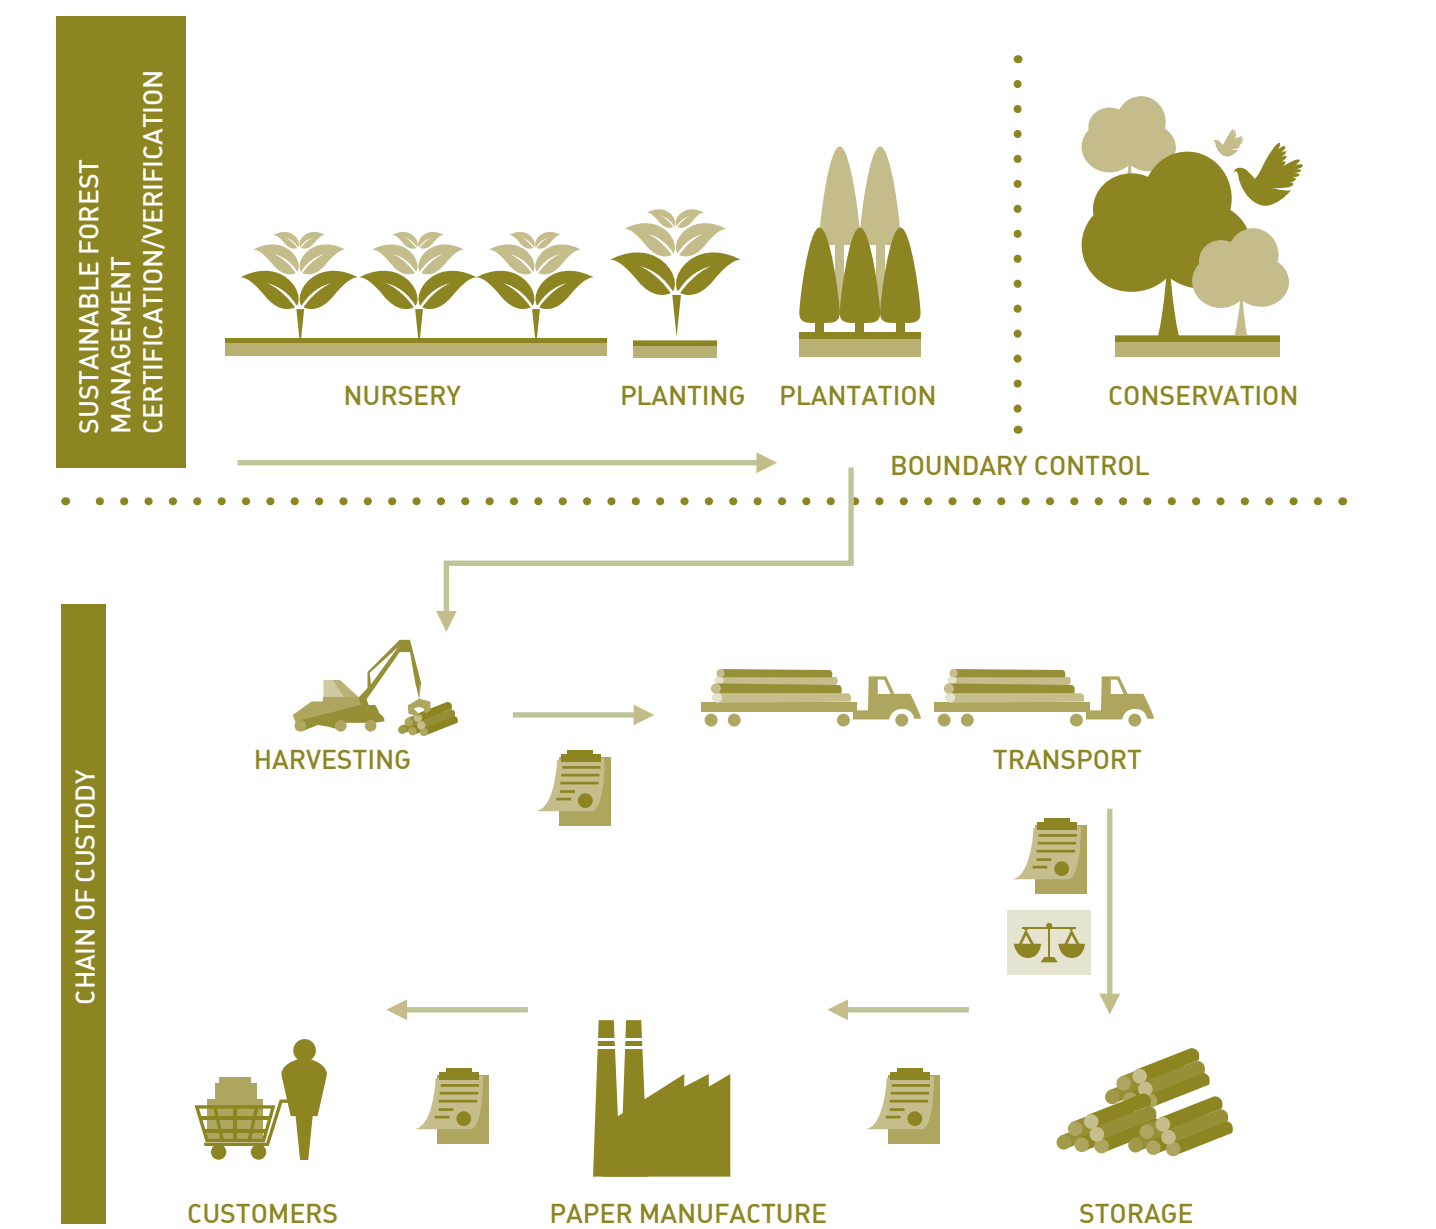 SUSTAINABLE FOREST
MANAGEMENT
CERTIFICATION/VERIFICATION
NURSERY
PLANTING
PLANTATION
CONSERVATION
BOUNDARY CONTROL
CHAIN OF CUSTODY
HARVESTING
TRANSPORT
CUSTOMERS
PAPER MANUFACTURE
STORAGE